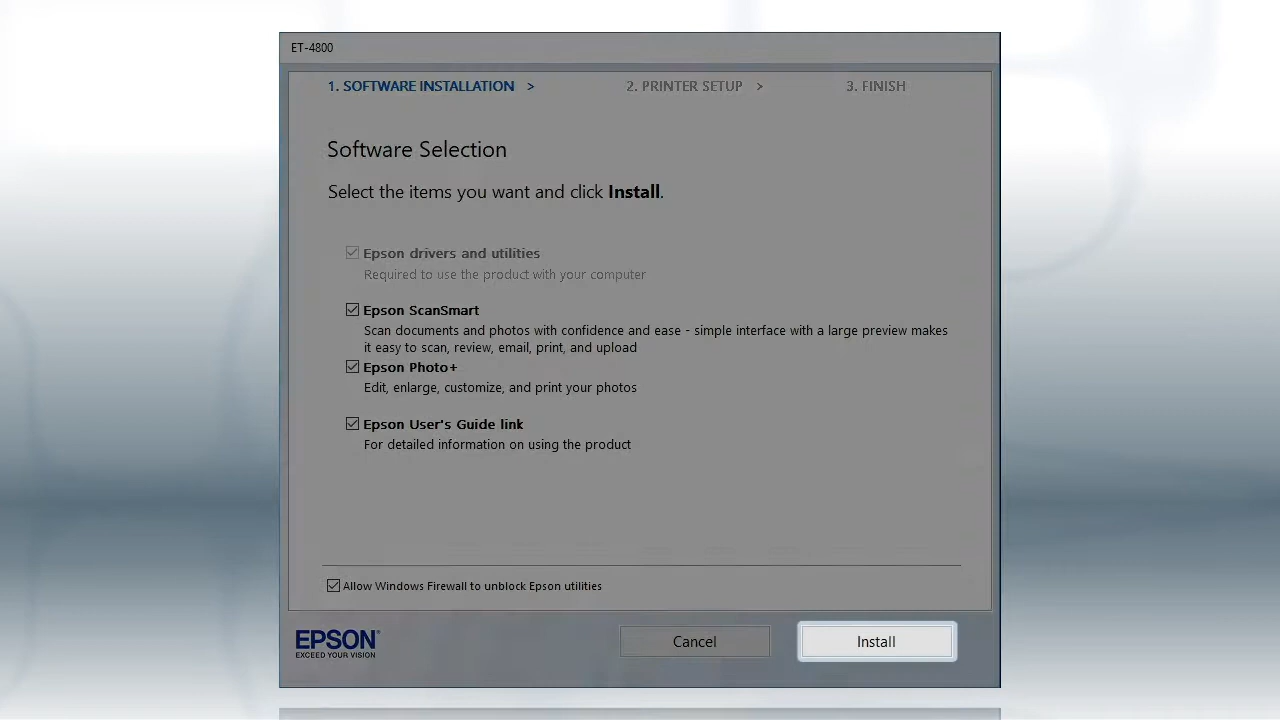 ET-4800
1. SOFTWARE INSTALLATION > 2. PRINTER SETUP > 3. FINISH
Software Selection
Select the items you want and click Install.
Epson drivers and utilities
Required to use the product with your computer
Epson ScanSmart
Scan documents and photos with confidence and ease - simple interface with a large preview makes
it easy to scan, review, email, print, and upload
Epson Photo+
Edit, enlarge, customize, and print your photos
Epson User's Guide link
For detailed information on using the product
Allow Windows Firewall to unblock Epson utilities
EPSON®
EXCEED YOUR VISION
Cancel
Install